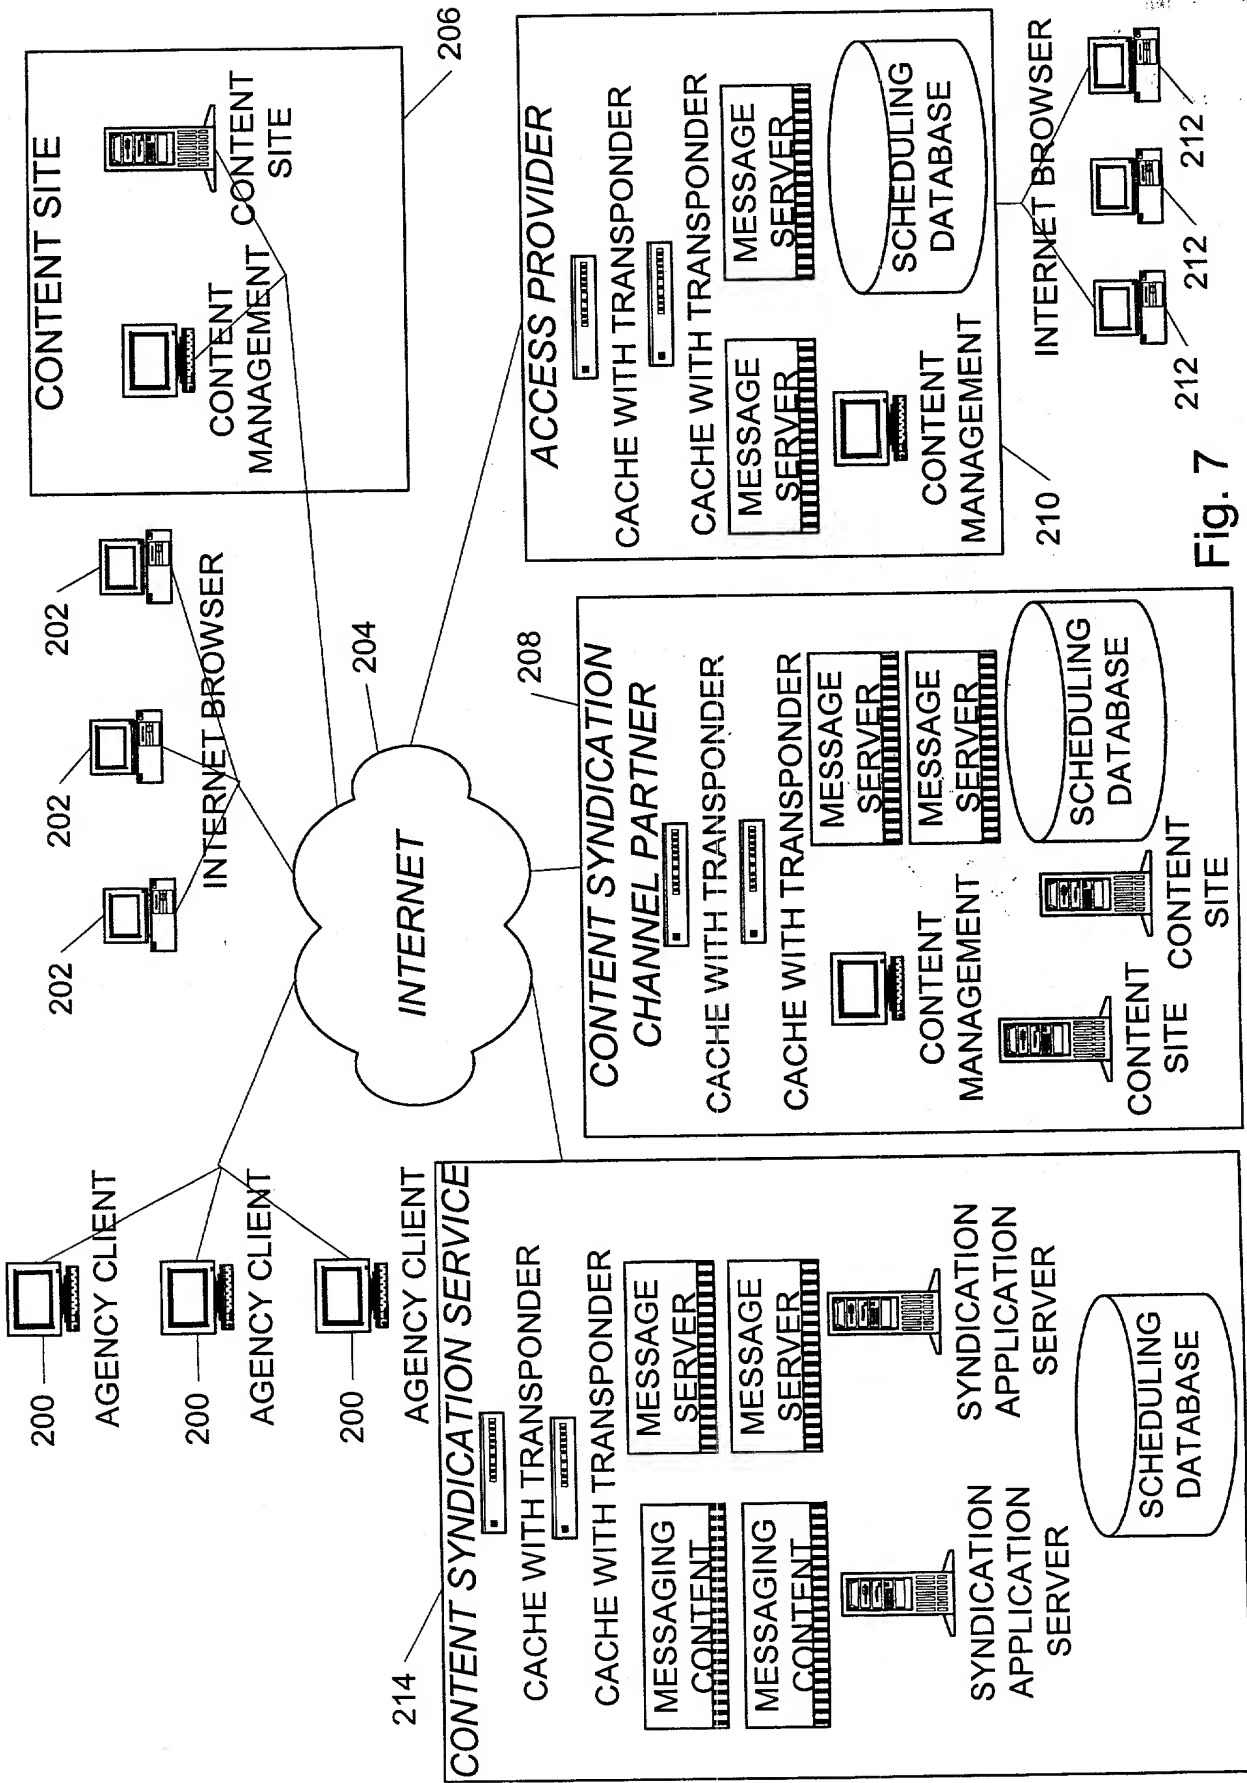 200
AGENCY CLIENT
200
AGENCY CLIENT
200
AGENCY CLIENT
202
202
202
INTERNET BROWSER
CONTENT SITE
CONTENT
MANAGEMENT
CONTENT
SITE
206
INTERNET
204
214
CONTENT SYNDICATION SERVICE
CACHE WITH TRANSPONDER
CACHE WITH TRANSPONDER
MESSAGING
CONTENT
MESSAGE
SERVER
MESSAGING
CONTENT
MESSAGE
SERVER
SYNDICATION
APPLICATION
SERVER
SYNDICATION
APPLICATION
SERVER
SCHEDULING
DATABASE
208
CONTENT SYNDICATION
CHANNEL PARTNER
CACHE WITH TRANSPONDER
CACHE WITH TRANSPONDER
MESSAGE
SERVER
MESSAGE
SERVER
CONTENT
MANAGEMENT
CONTENT
SITE
CONTENT
SITE
SCHEDULING
DATABASE
ACCESS PROVIDER
CACHE WITH TRANSPONDER
CACHE WITH TRANSPONDER
MESSAGE
SERVER
MESSAGE
SERVER
CONTENT
MANAGEMENT
SCHEDULING
DATABASE
210
INTERNET BROWSER
212
212
212
Fig. 7